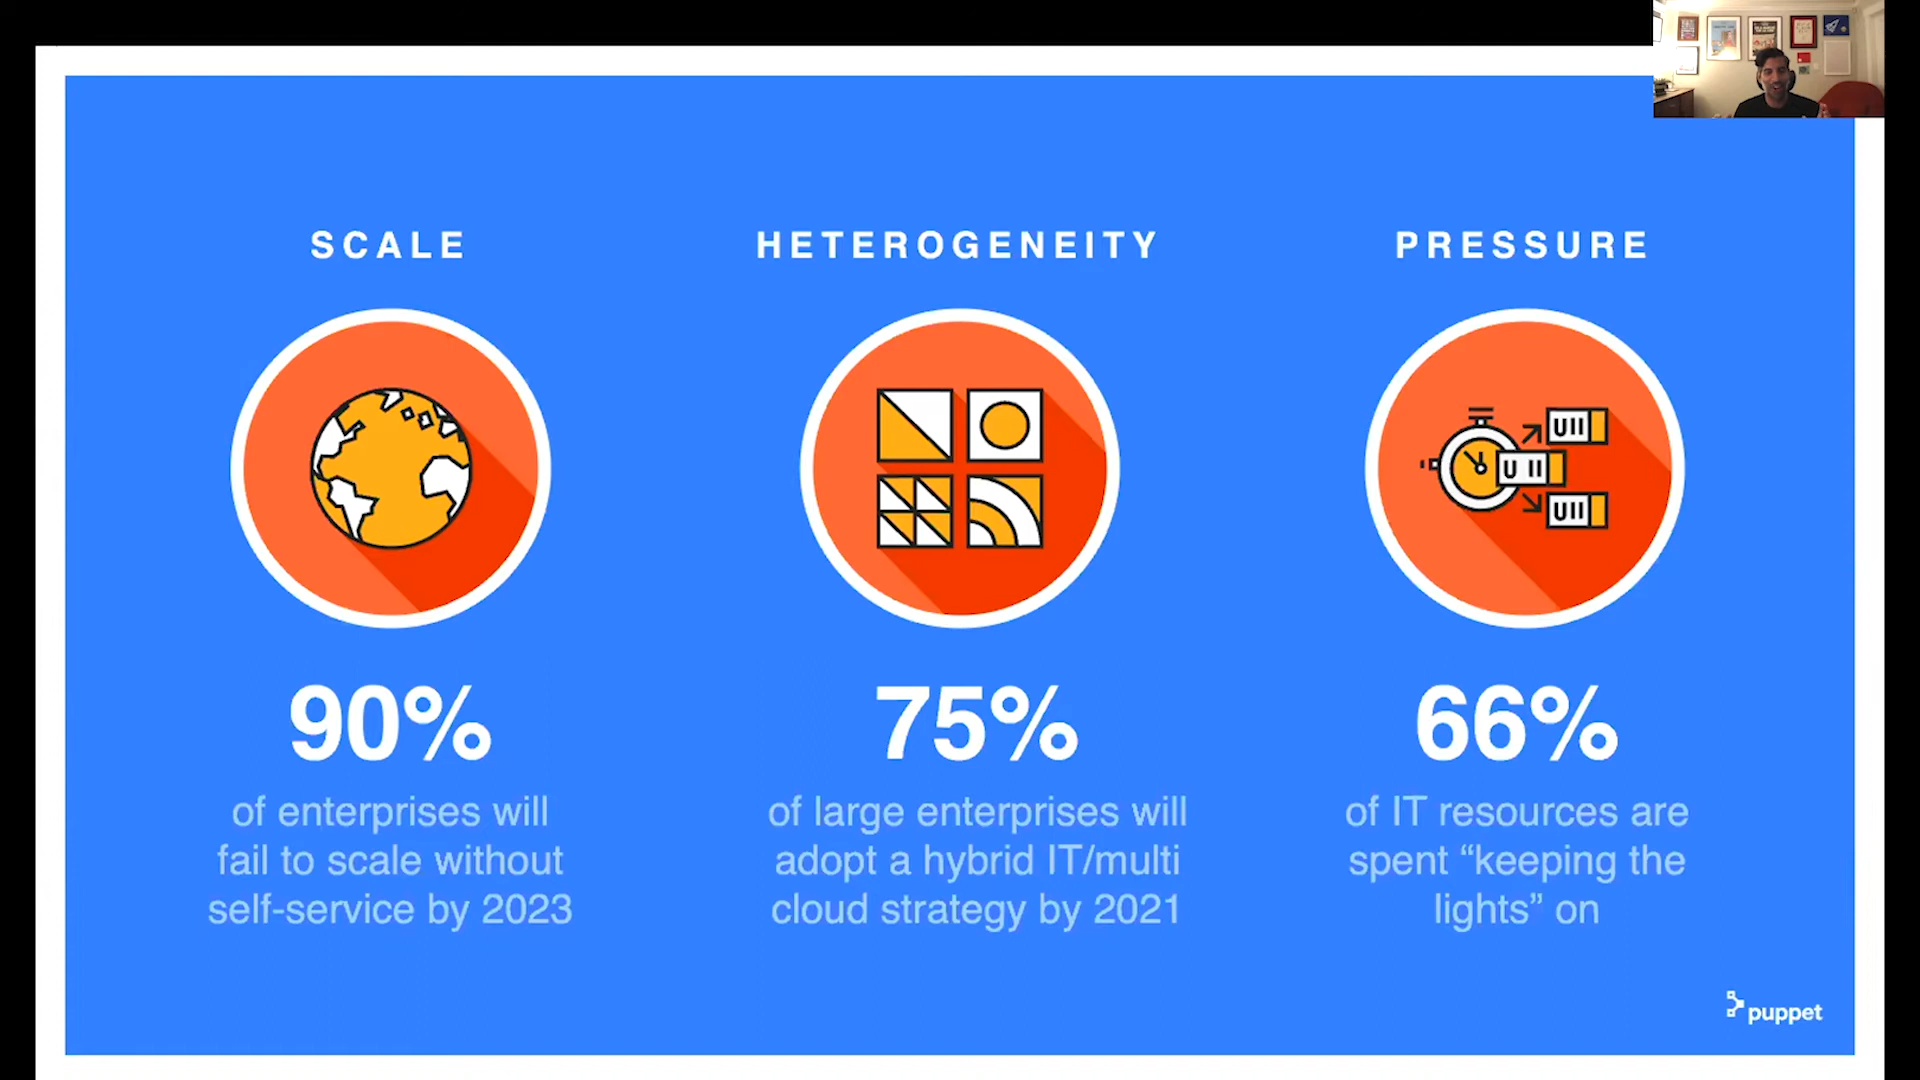 SCALE
HETEROGENEITY
PRESSURE
90%
of enterprises will
fail to scale without
self-service by 2023
75%
of large enterprises will
adopt a hybrid IT/multi
cloud strategy by 2021
66%
of IT resources are
spent “keeping the
lights” on
puppet